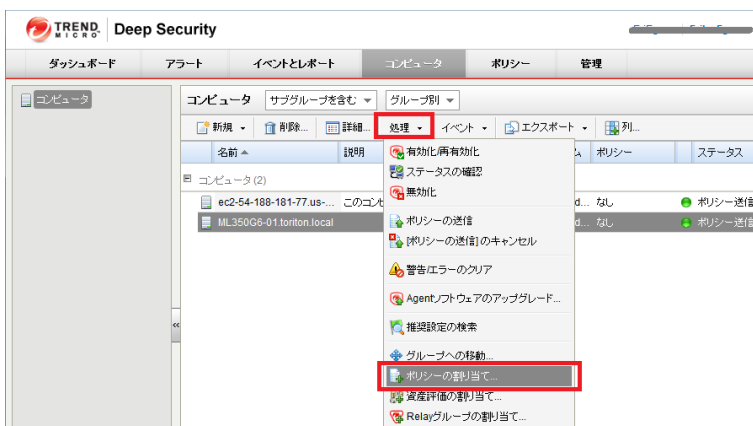 TREND MICRO Deep Security
ダッシュボード アラート イベントとレポート コンピュータ ポリシー 管理
コンピュータ コンピュータ サブグループを含む グループ別
新規 削除... 詳細... 処理 イベント エクスポート 列...
名前 説明 ポリシー ステータス
コンピュータ (2)
ec2-54-188-181-77.us-... このコンピ d... なし ポリシー送信
ML350G6-01.toriton.local d... なし ポリシー送信
有効化/再有効化
ステータスの確認
無効化
ポリシーの送信
[ポリシーの送信]のキャンセル
警告/エラーのクリア
Agentソフトウェアのアップグレード...
推奨設定の検索
グループへの移動...
ポリシーの割り当て...
資産評価の割り当て...
Relayグループの割り当て...